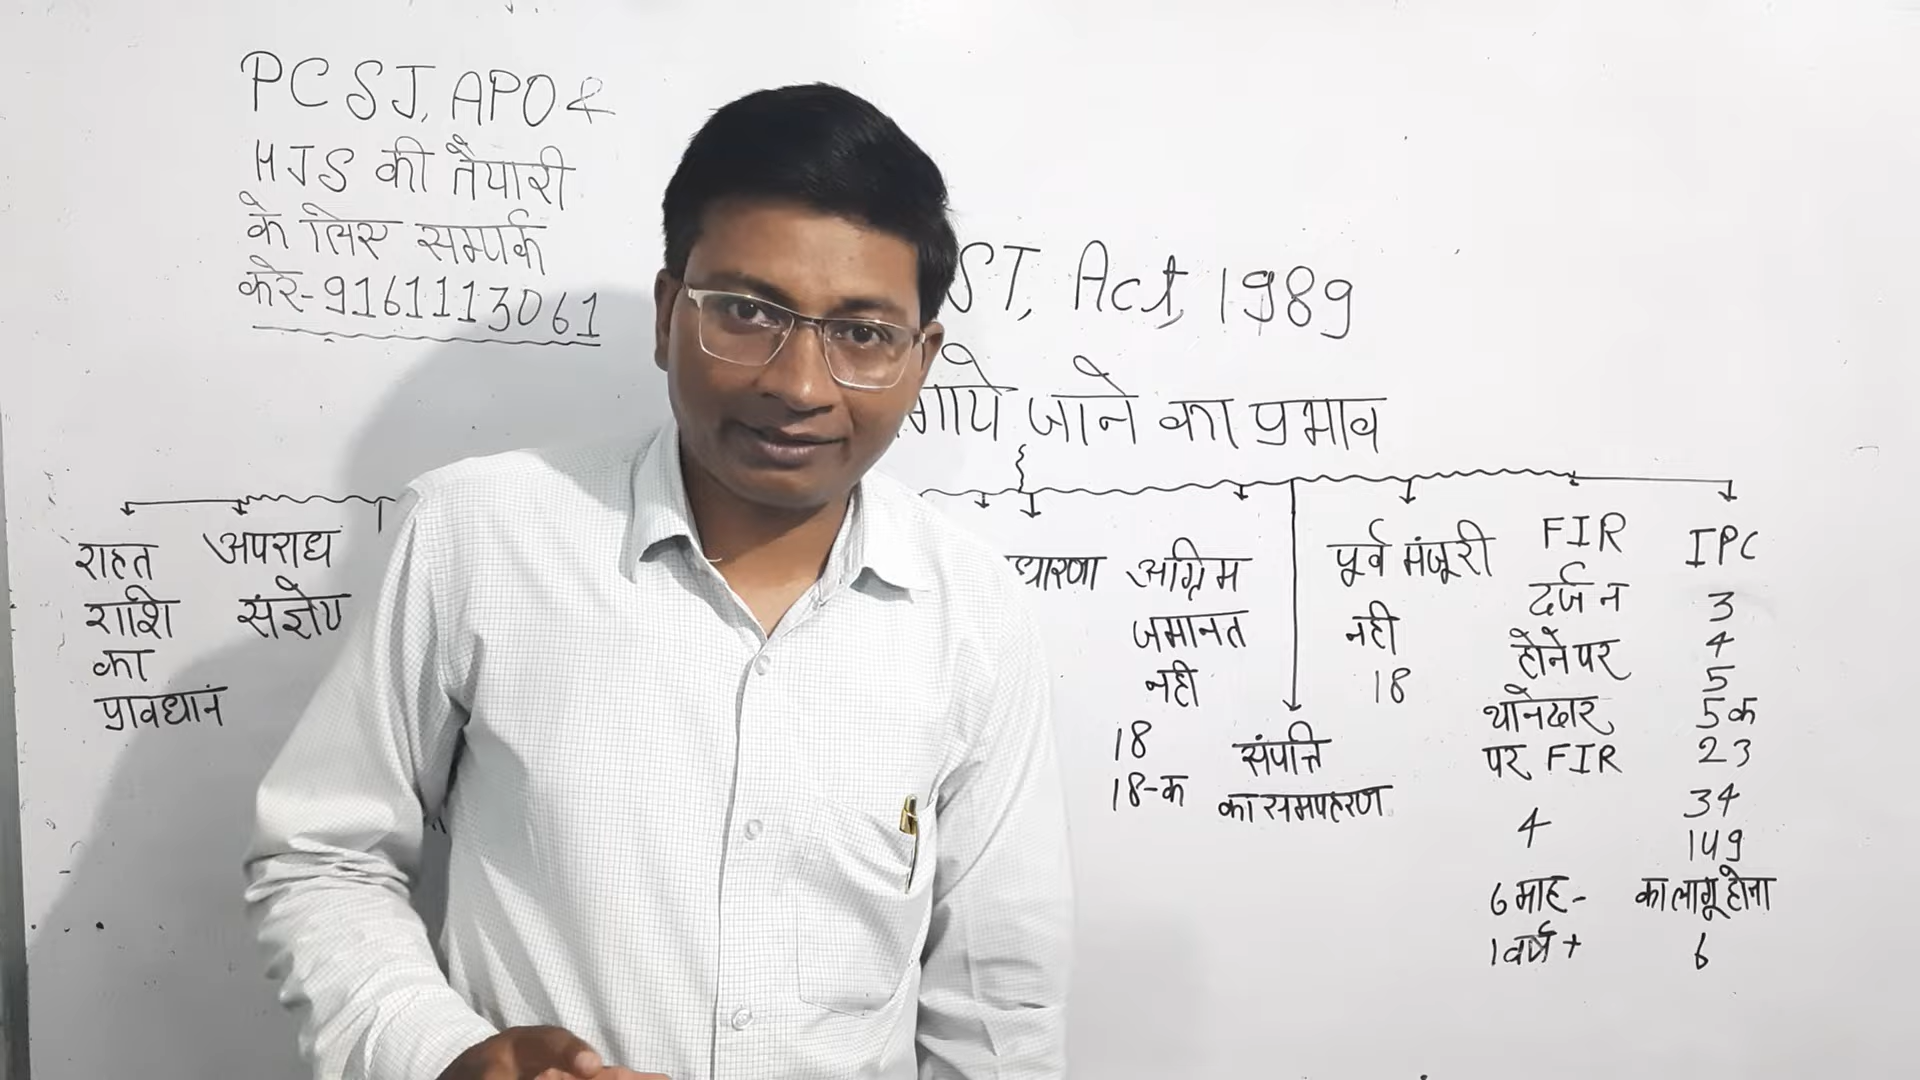 PCSJ, APO &
HJS की तैयारी
के लिए सम्पर्क
करे-9161113061
ST, Act, 1989
गाये जाने का प्रभाव
राहत
राशि
का
प्रावधान
अपराध
संज्ञेय
धारणा
अग्रिम
जमानत
नही
18
18-क
संपत्ति
का समपहरण
पूर्व मंजूरी
नही
18
FIR
दर्ज न
होने पर
थानेदार
पर FIR
4
6 माह-
1 वर्ष +
IPC
3
4
5
5क
23
34
149
का लागू होना
6